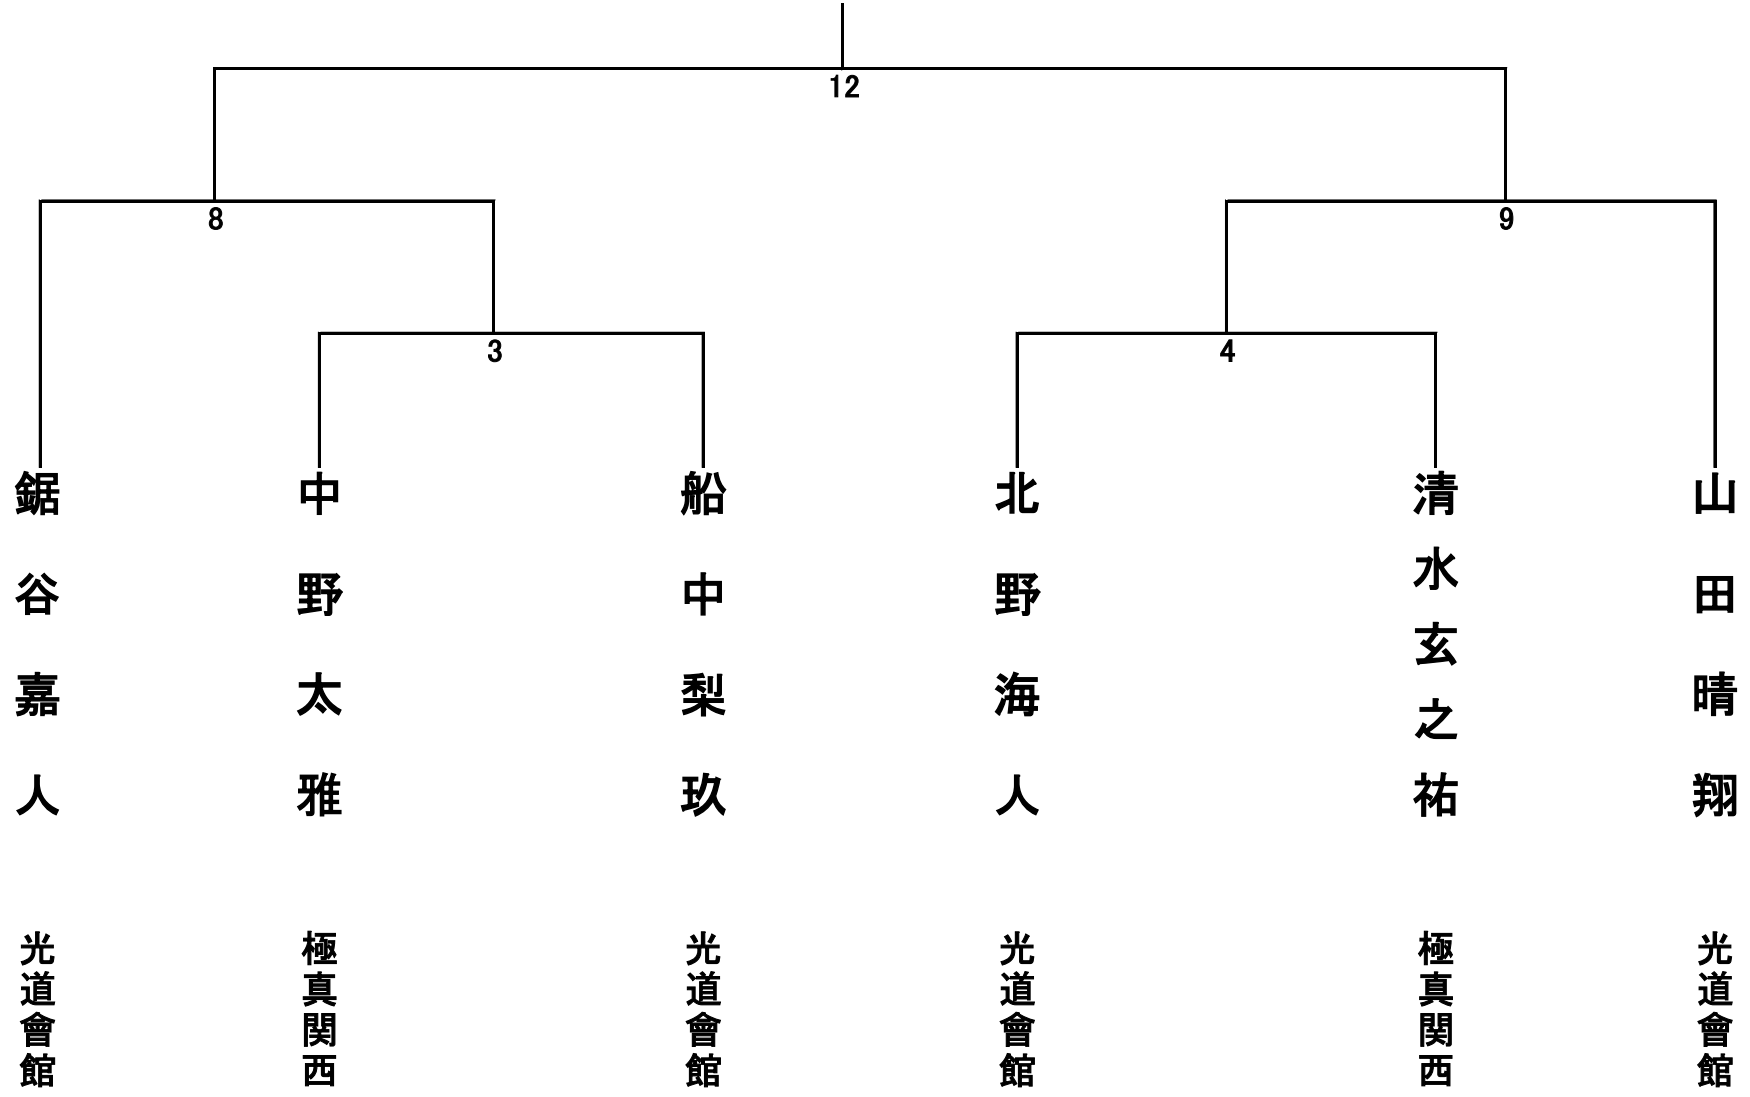 12
8
9
3
4
鋸谷嘉人
中野太雅
船中梨玖
北野海人
清水玄之祐
山田晴翔
光道會館
極真関西
光道會館
光道會館
極真関西
光道會館